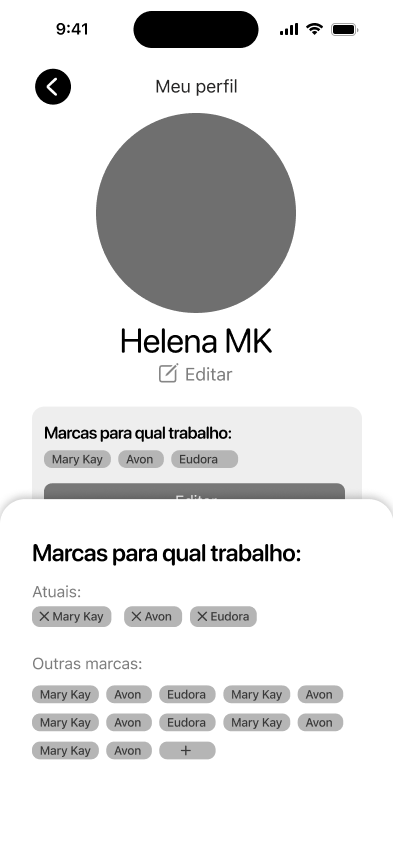 9:41
Meu perfil
Helena MK
Editar
Marcas para qual trabalho:
Mary Kay Avon Eudora
Editar
Marcas para qual trabalho:
Atuais:
Mary Kay Avon Eudora
Outras marcas:
Mary Kay Avon Eudora Mary Kay Avon
Mary Kay Avon Eudora Mary Kay Avon
Mary Kay Avon +